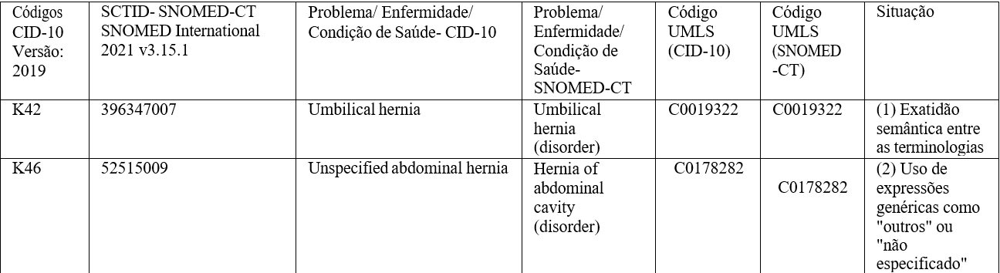 Códigos
CID-10
Versão:
2019
SCTID- SNOMED-CT
SNOMED International
2021 v3.15.1
Problema/ Enfermidade/
Condição de Saúde- CID-10
Problema/
Enfermidade/
Condição de
Saúde-
SNOMED-CT
Código
UMLS
(CID-10)
Código
UMLS
(SNOMED
-CT)
Situação
K42
396347007
Umbilical hernia
Umbilical
hernia
(disorder)
C0019322
C0019322
(1) Exatidão
semântica entre
as terminologias
K46
52515009
Unspecified abdominal hernia
Hernia of
abdominal
cavity
(disorder)
C0178282
C0178282
(2) Uso de
expressões
genéricas como
"outros" ou
"não
especificado"